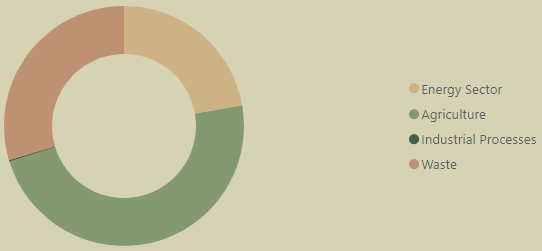 Energy Sector
Agriculture
Industrial Processes
Waste